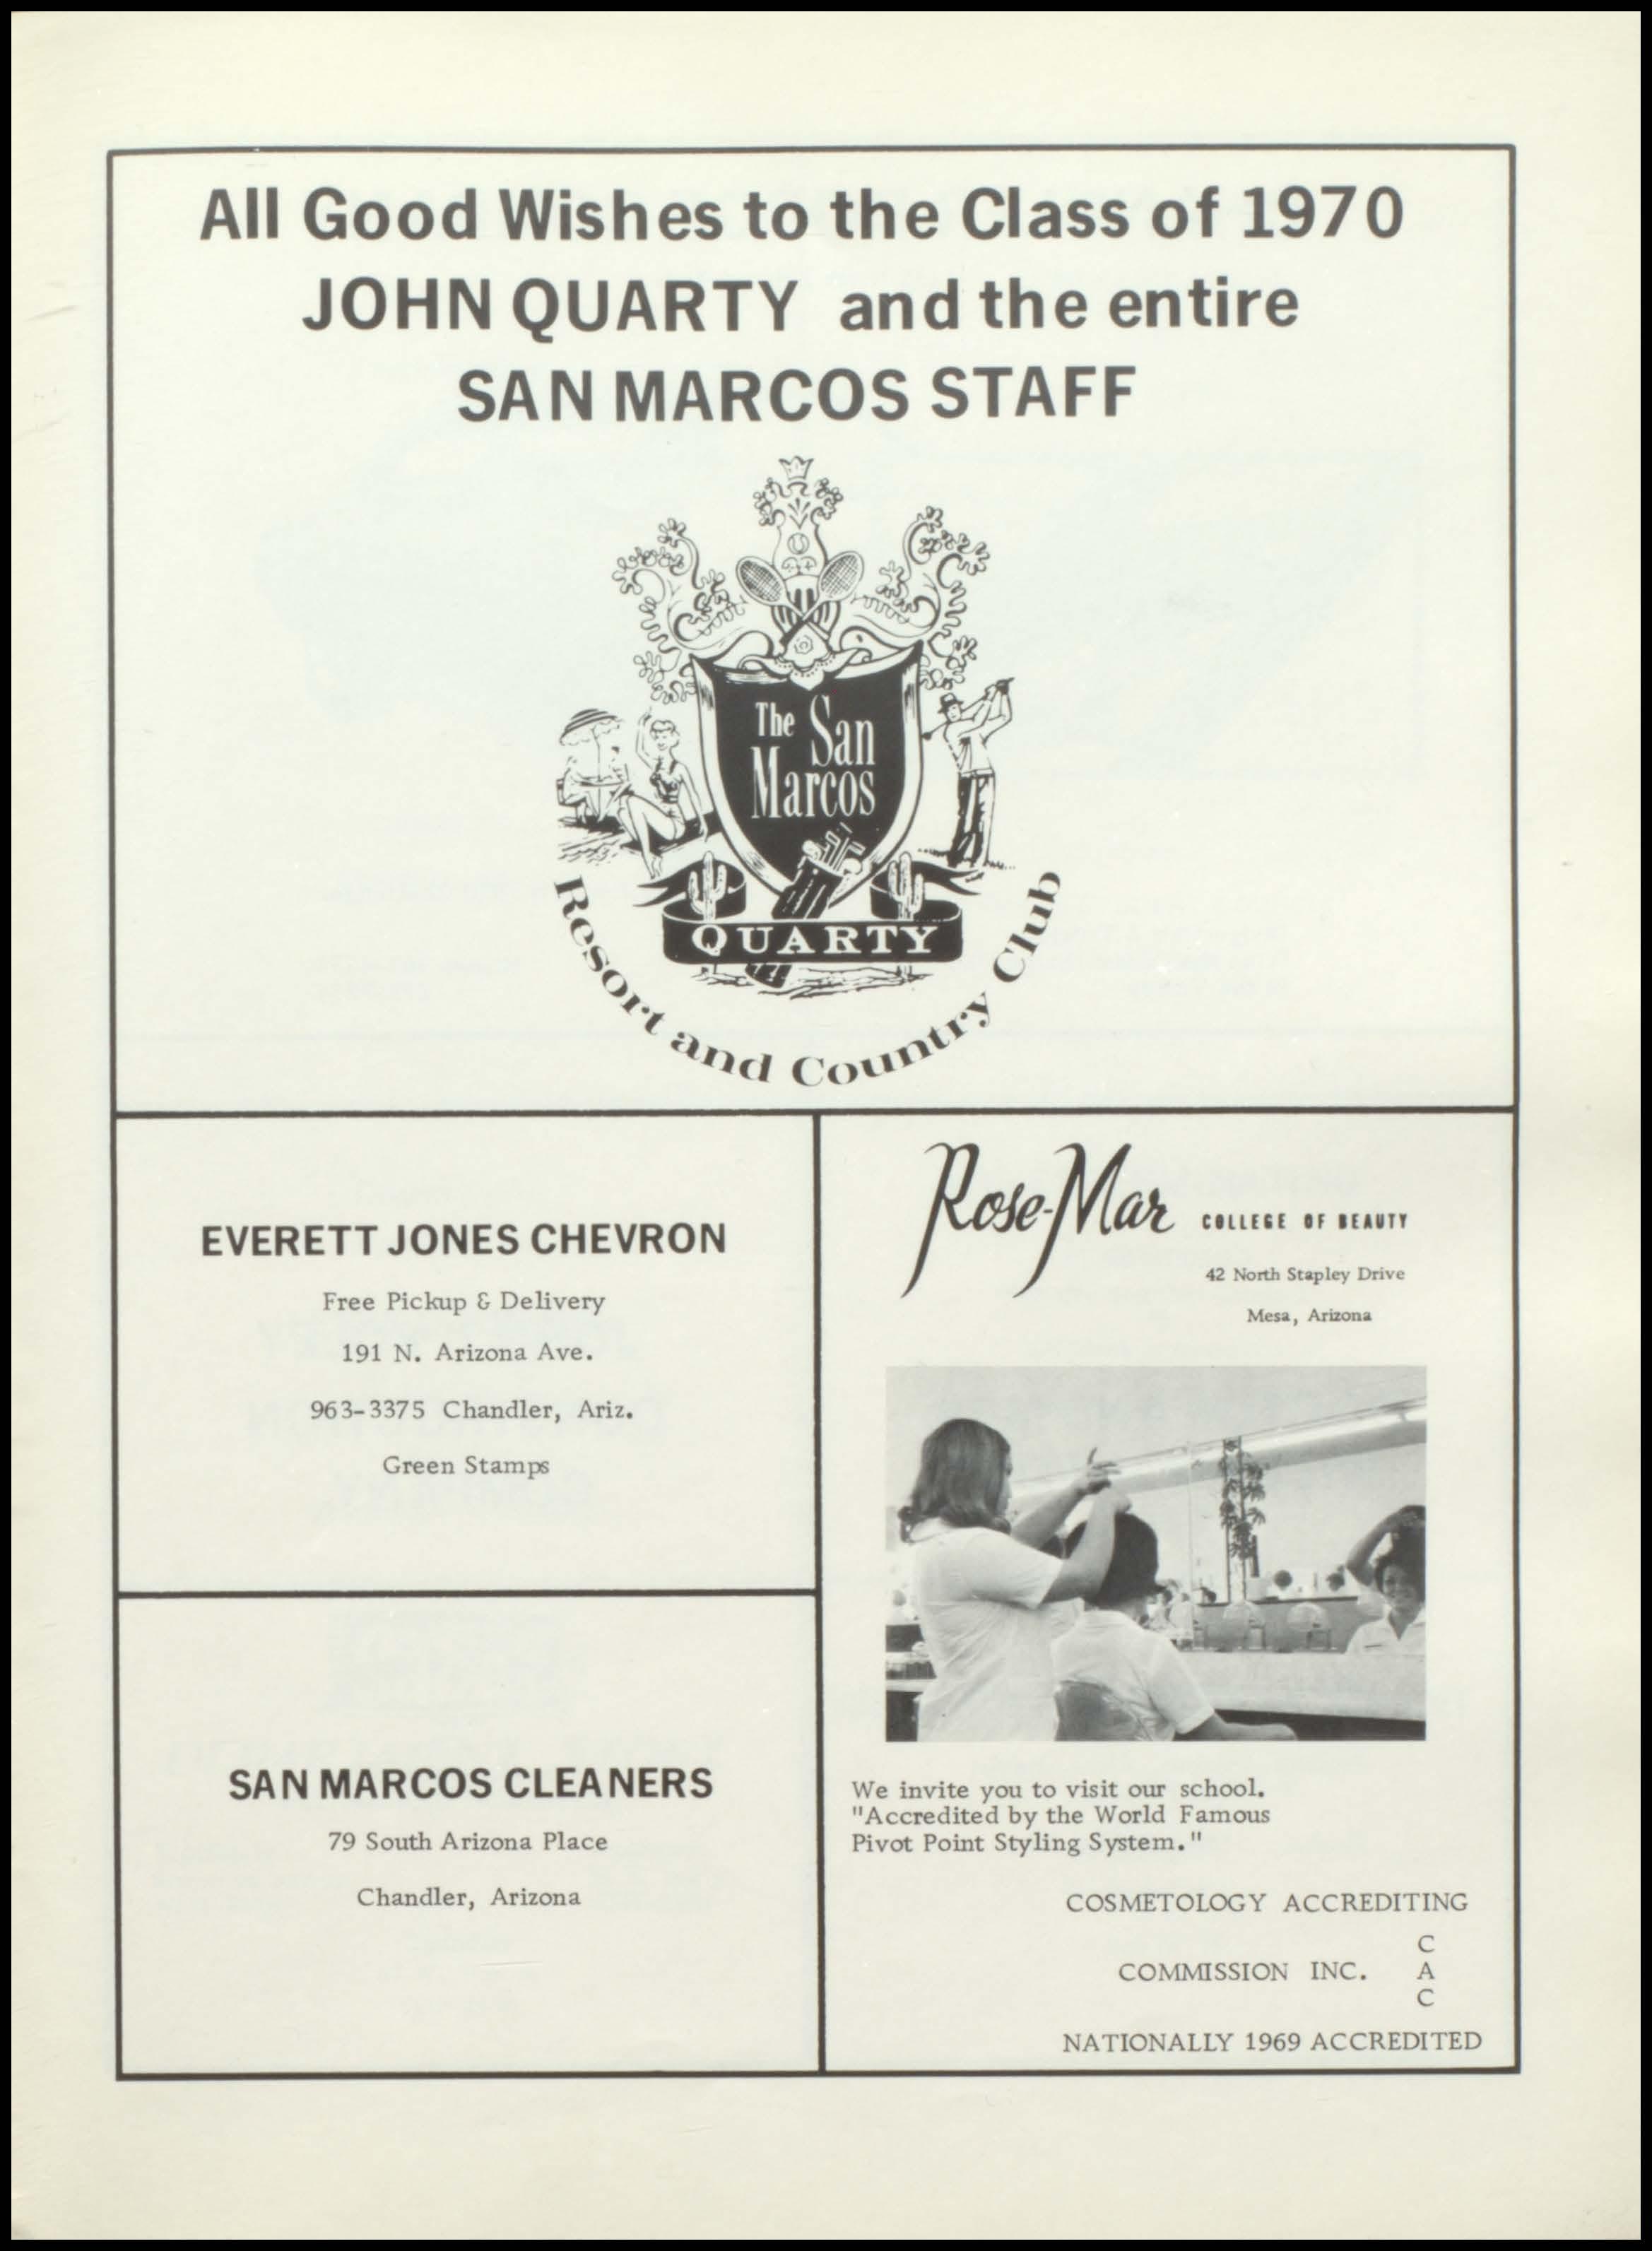 All Good Wishes to the Class of 1970
JOHN QUARTY and the entire
SAN MARCOS STAFF
The San
Marcos
QUARTY
Resort and Country Club
EVERETT JONES CHEVRON
Free Pickup & Delivery
191 N. Arizona Ave.
963-3375 Chandler, Ariz.
Green Stamps
SAN MARCOS CLEANERS
79 South Arizona Place
Chandler, Arizona
Rose-Mar COLLEGE OF BEAUTY
42 North Stapley Drive
Mesa, Arizona
We invite you to visit our school.
"Accredited by the World Famous
Pivot Point Styling System."
COSMETOLOGY ACCREDITING
C
COMMISSION INC. A
C
NATIONALLY 1969 ACCREDITED